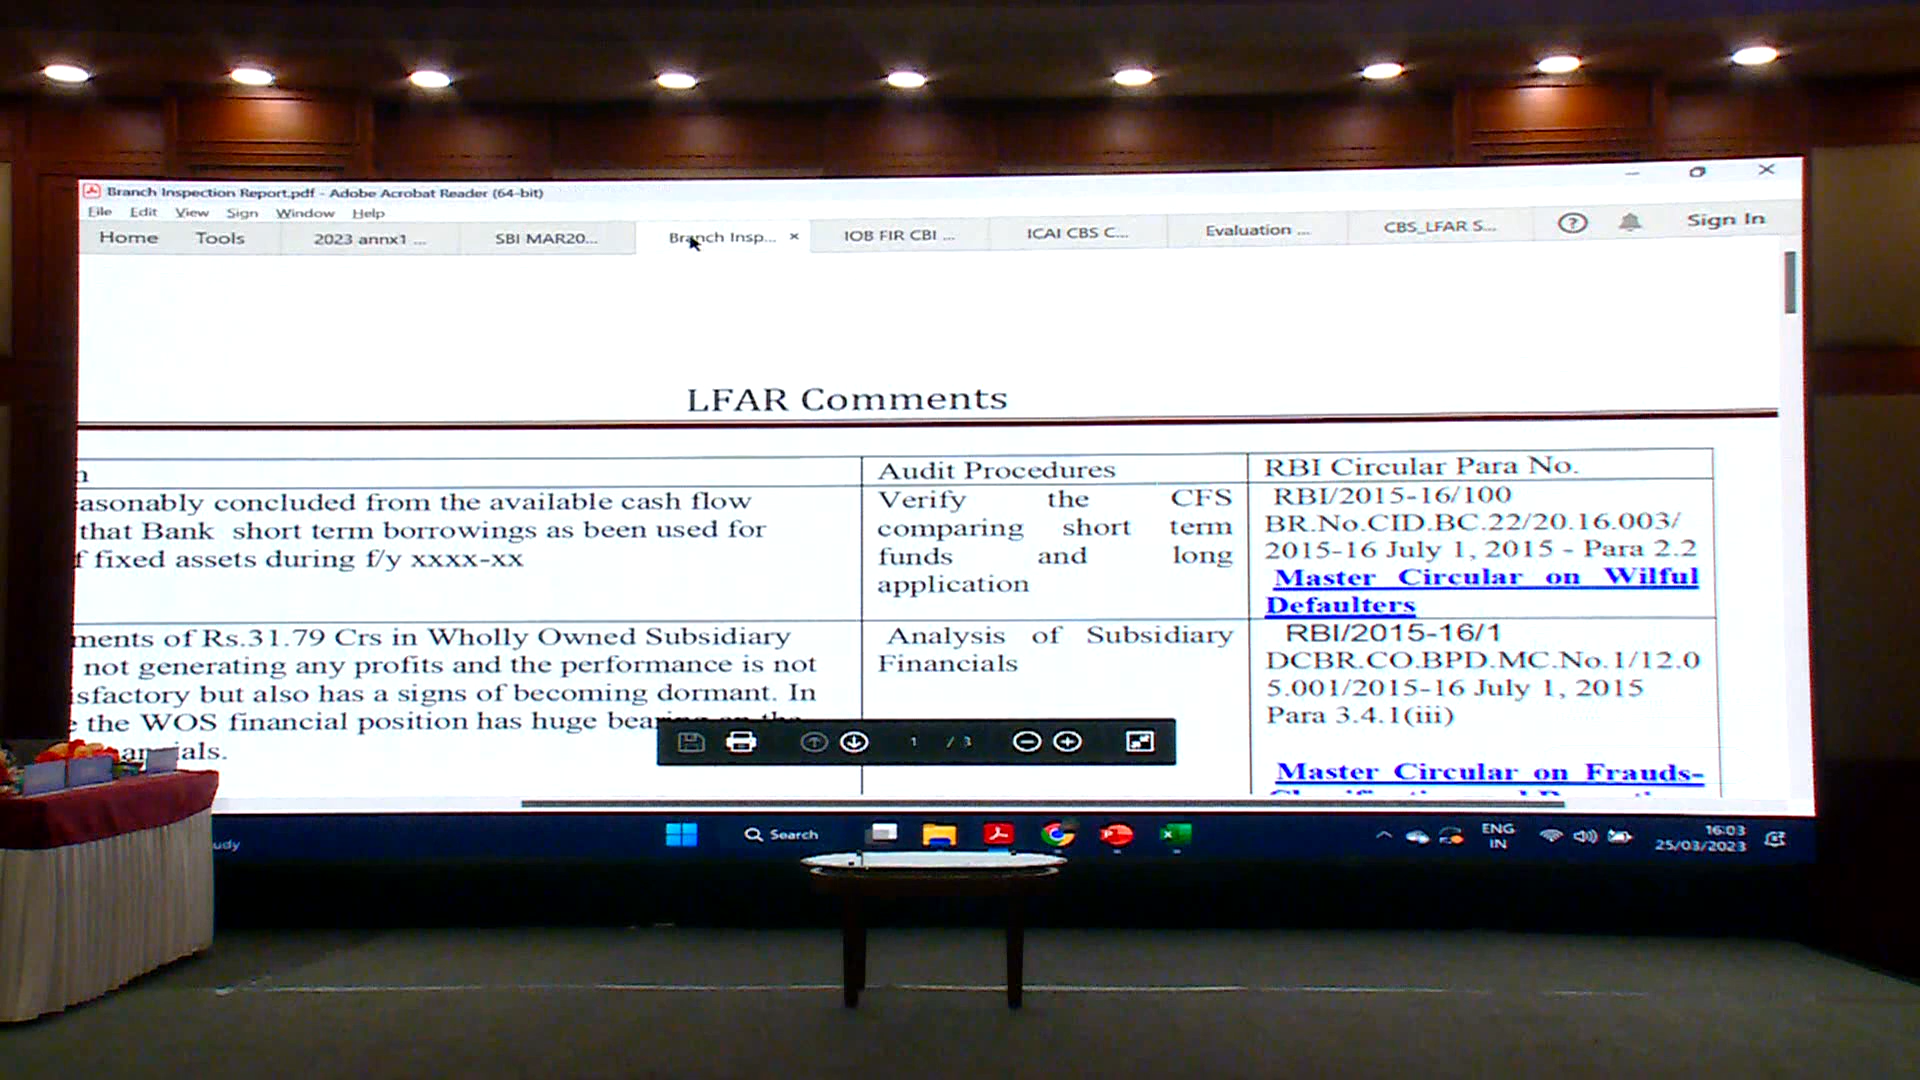 Branch Inspection Report.pdf - Adobe Acrobat Reader (64-bit)
File Edit View Sign Window Help
Home Tools 2023 annx1 ... SBI MAR20... Branch Insp... × IOB FIR CBI ... ICAI CBS C... Evaluation ... CBS_LFAR S... Sign In
LFAR Comments
n Audit Procedures RBI Circular Para No.
easonably concluded from the available cash flow
that Bank short term borrowings as been used for
f fixed assets during f/y xxxx-xx
Verify the CFS
comparing short term
funds and long
application
RBI/2015-16/100
BR.No.CID.BC.22/20.16.003/
2015-16 July 1, 2015 - Para 2.2
Master Circular on Wilful
Defaulters
ments of Rs.31.79 Crs in Wholly Owned Subsidiary
not generating any profits and the performance is not
isfactory but also has a signs of becoming dormant. In
e the WOS financial position has huge bearing on the
ials.
Analysis of Subsidiary
Financials
RBI/2015-16/1
DCBR.CO.BPD.MC.No.1/12.0
5.001/2015-16 July 1, 2015
Para 3.4.1(iii)
Master Circular on Frauds-
1 / 3
udy
Search
ENG
IN
16:03
25/03/2023